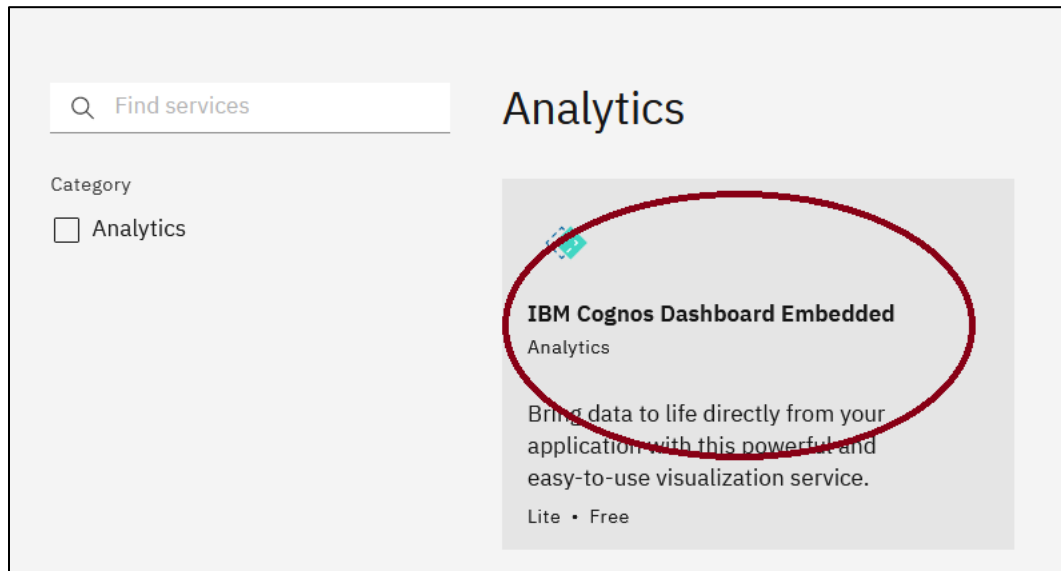 Find services
Category
Analytics
Analytics
IBM Cognos Dashboard Embedded
Analytics
Bring data to life directly from your
application with this powerful and
easy-to-use visualization service.
Lite • Free